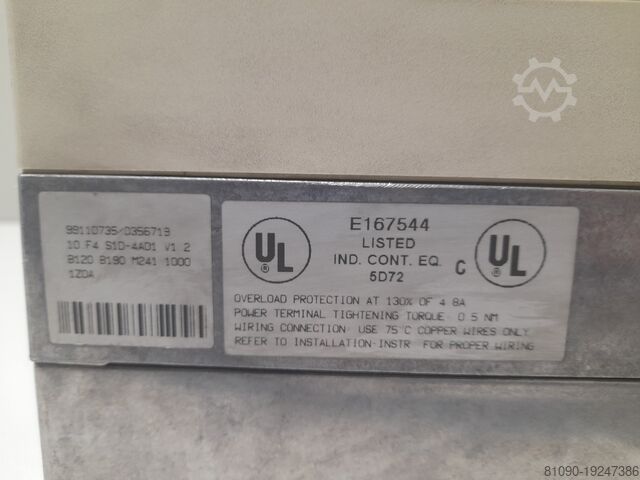 99110735/0356719
10 F4 S1D-4A01 V1 2
B120 B190 M241 1000
1Z0A
UL
®
E167544
LISTED
IND. CONT. EQ.
5D72
C
UL
®
OVERLOAD PROTECTION AT 130% OF 4 8A
POWER TERMINAL TIGHTENING TORQUE: 0 5 NM
WIRING CONNECTION: USE 75°C COPPER WIRES ONLY
REFER TO INSTALLATION-INSTR FOR PROPER WIRING
81090-19247386